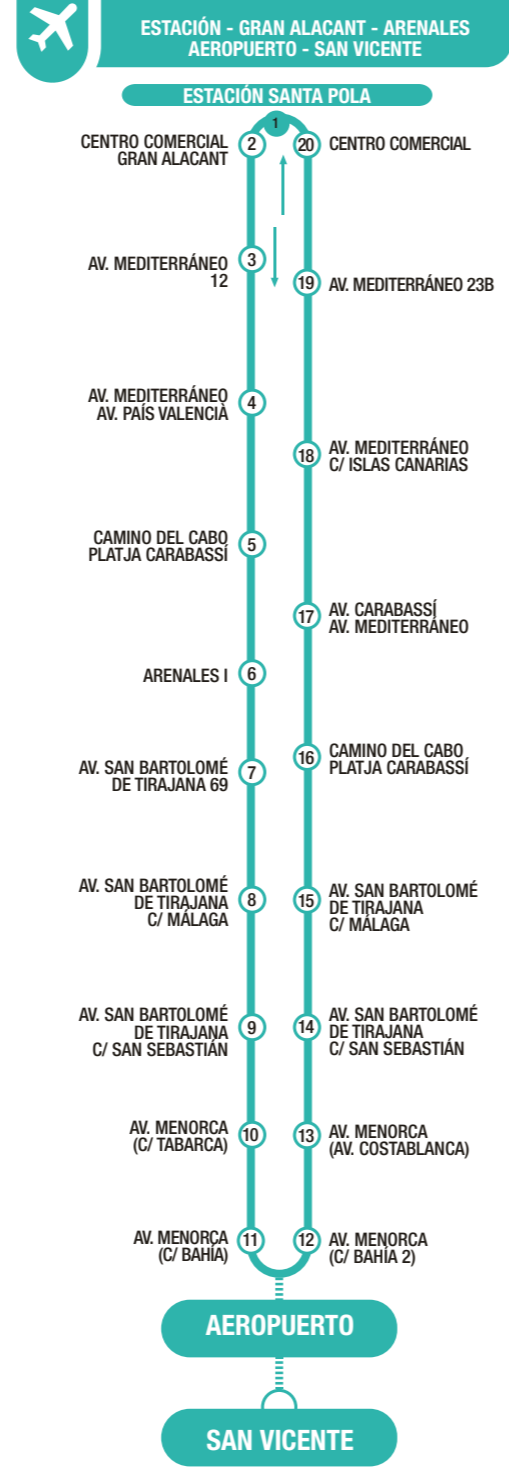 ESTACIÓN - GRAN ALACANT - ARENALES
AEROPUERTO - SAN VICENTE
ESTACIÓN SANTA POLA
1
CENTRO COMERCIAL
GRAN ALACANT
2
20
CENTRO COMERCIAL
AV. MEDITERRÁNEO
12
3
19
AV. MEDITERRÁNEO 23B
AV. MEDITERRÁNEO
AV. PAÍS VALENCIÀ
4
18
AV. MEDITERRÁNEO
C/ ISLAS CANARIAS
CAMINO DEL CABO
PLATJA CARABASSÍ
5
17
AV. CARABASSÍ
AV. MEDITERRÁNEO
ARENALES I
6
16
CAMINO DEL CABO
PLATJA CARABASSÍ
AV. SAN BARTOLOMÉ
DE TIRAJANA 69
7
AV. SAN BARTOLOMÉ
DE TIRAJANA
C/ MÁLAGA
8
15
AV. SAN BARTOLOMÉ
DE TIRAJANA
C/ MÁLAGA
AV. SAN BARTOLOMÉ
DE TIRAJANA
C/ SAN SEBASTIÁN
9
14
AV. SAN BARTOLOMÉ
DE TIRAJANA
C/ SAN SEBASTIÁN
AV. MENORCA
(C/ TABARCA)
10
13
AV. MENORCA
(AV. COSTABLANCA)
AV. MENORCA
(C/ BAHÍA)
11
12
AV. MENORCA
(C/ BAHÍA 2)
AEROPUERTO
SAN VICENTE